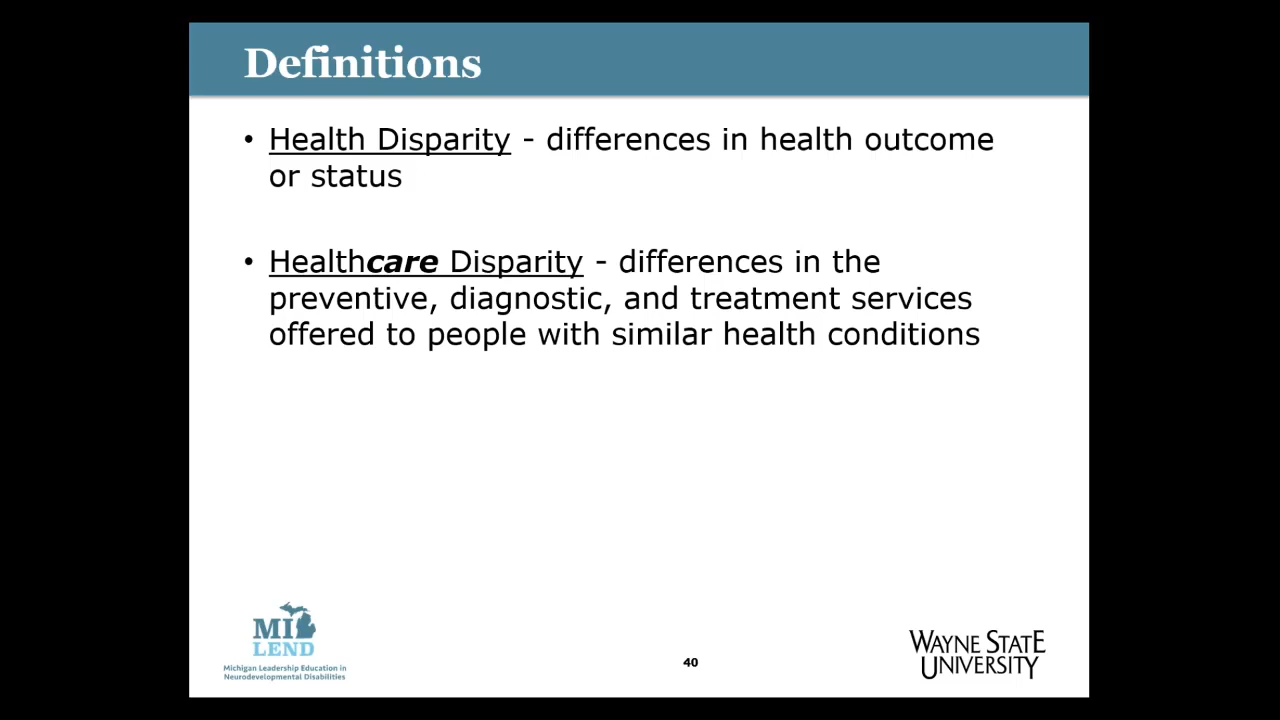 Definitions
• Health Disparity - differences in health outcome
or status
• Healthcare Disparity - differences in the
preventive, diagnostic, and treatment services
offered to people with similar health conditions
MI
LEND
Michigan Leadership Education in
Neurodevelopmental Disabilities
40
WAYNE STATE
UNIVERSITY